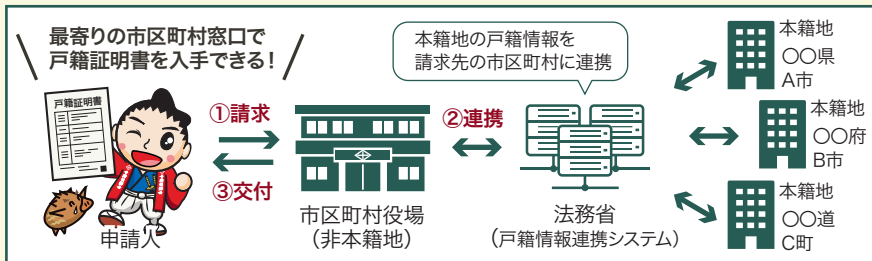 最寄りの市区町村窓口で
戸籍証明書を入手できる!
戸籍証明書
申請人
①請求
③交付
市区町村役場
(非本籍地)
②連携
本籍地の戸籍情報を
請求先の市区町村に連携
法務省
(戸籍情報連携システム)
本籍地
〇〇県
A市
本籍地
〇〇府
B市
本籍地
〇〇道
C町